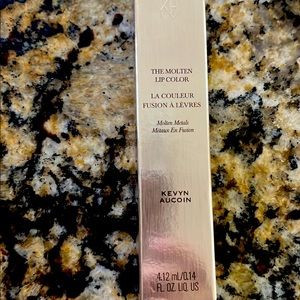 THE MOLTEN
LIP COLOR
LA COULEUR
FUSION À LÈVRES
Molten Metals
Métaux En Fusion
KEVYN
AUCOIN
4.12 mL/0.14
FL. OZ. LIQ. US